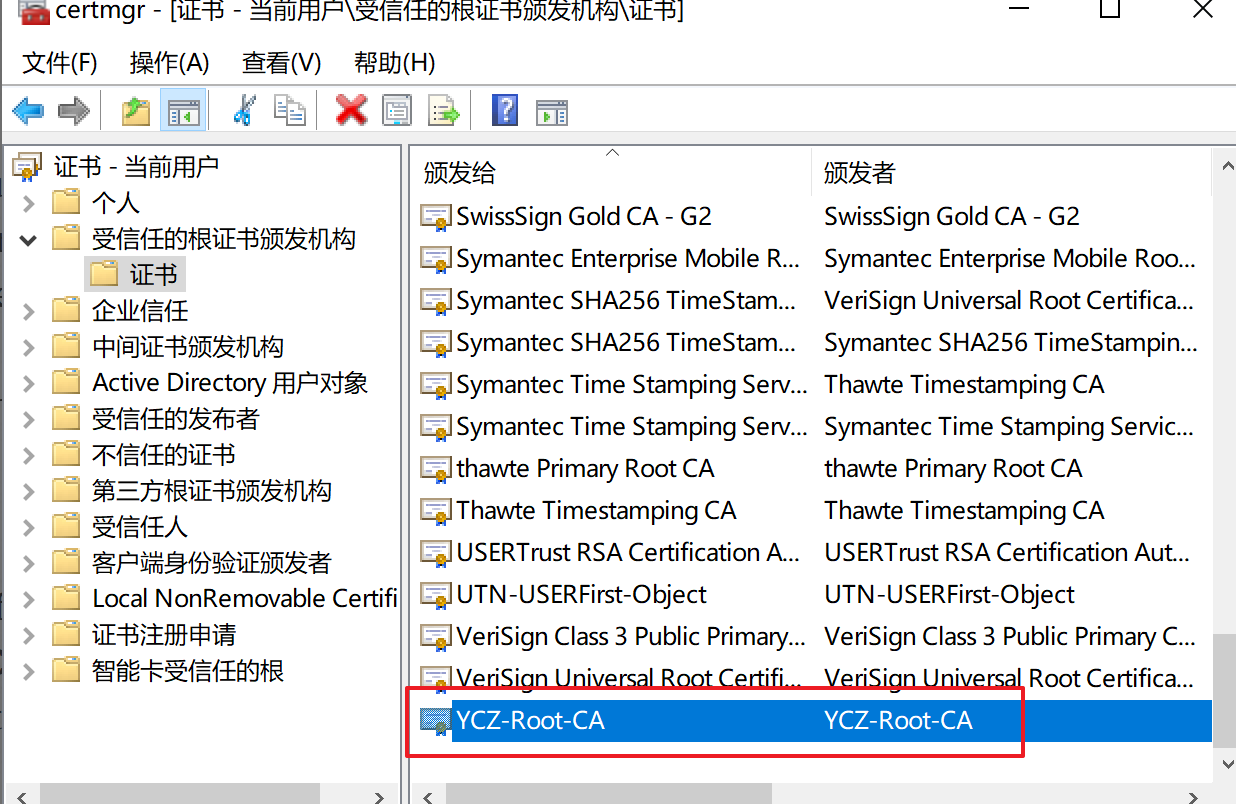 certmgr - [证书 - 当前用户\受信任的根证书颁发机构\证书]
文件(F) 操作(A) 查看(V) 帮助(H)
证书 - 当前用户
个人
受信任的根证书颁发机构
证书
企业信任
中间证书颁发机构
Active Directory 用户对象
受信任的发布者
不信任的证书
第三方根证书颁发机构
受信任人
客户端身份验证颁发者
Local NonRemovable Certifi
证书注册申请
智能卡受信任的根
颁发给 颁发者
SwissSign Gold CA - G2 SwissSign Gold CA - G2
Symantec Enterprise Mobile R... Symantec Enterprise Mobile Roo...
Symantec SHA256 TimeStam... VeriSign Universal Root Certifica...
Symantec SHA256 TimeStam... Symantec SHA256 TimeStampin...
Symantec Time Stamping Serv... Thawte Timestamping CA
Symantec Time Stamping Serv... Symantec Time Stamping Servic...
thawte Primary Root CA thawte Primary Root CA
Thawte Timestamping CA Thawte Timestamping CA
USERTrust RSA Certification A... USERTrust RSA Certification Aut...
UTN-USERFirst-Object UTN-USERFirst-Object
VeriSign Class 3 Public Primary... VeriSign Class 3 Public Primary C...
VeriSign Universal Root Certifi... VeriSign Universal Root Certifica...
YCZ-Root-CA YCZ-Root-CA